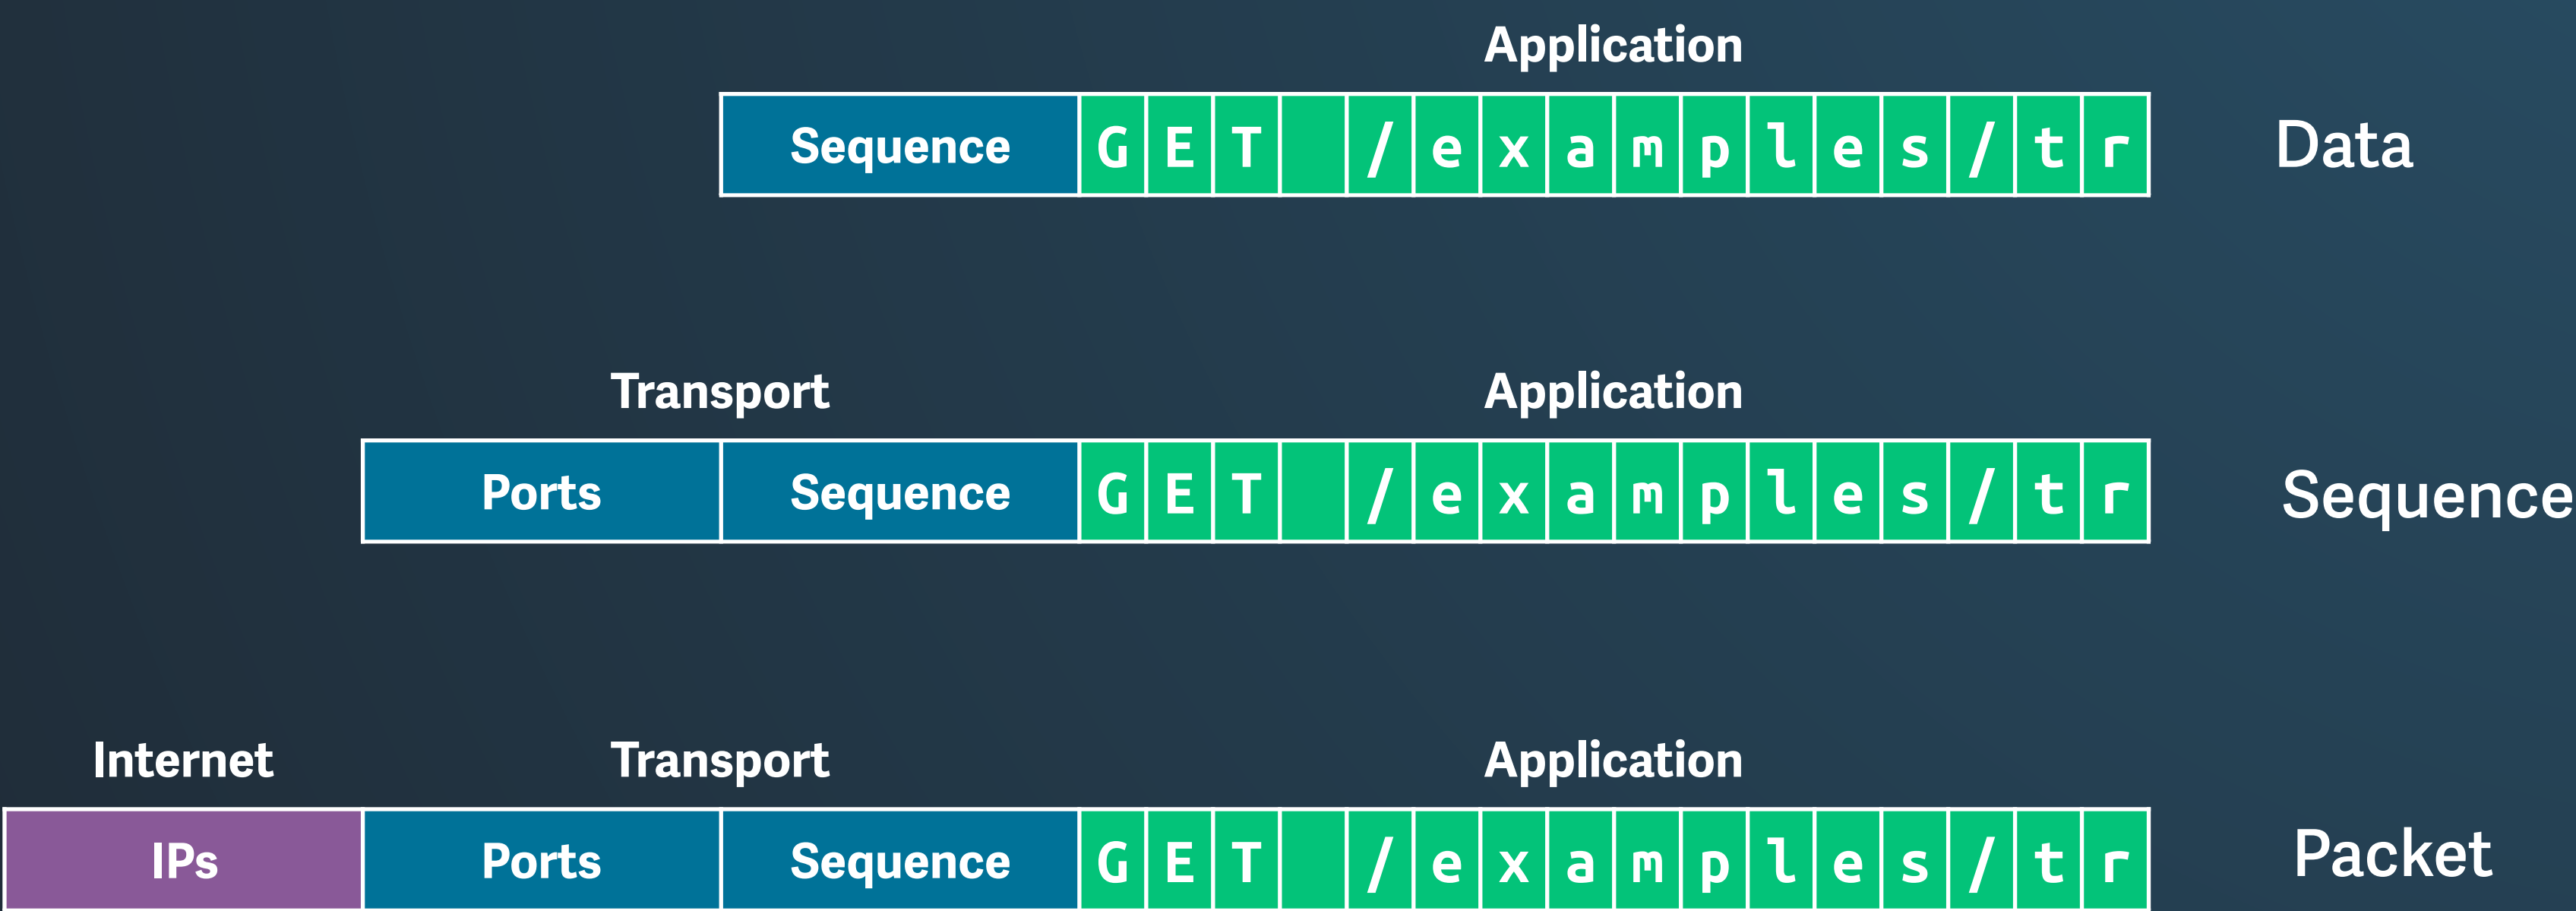 Application
Sequence G E T / e x a m p l e s / t r Data
Transport Application
Ports Sequence G E T / e x a m p l e s / t r Sequence
Internet Transport Application
IPs Ports Sequence G E T / e x a m p l e s / t r Packet